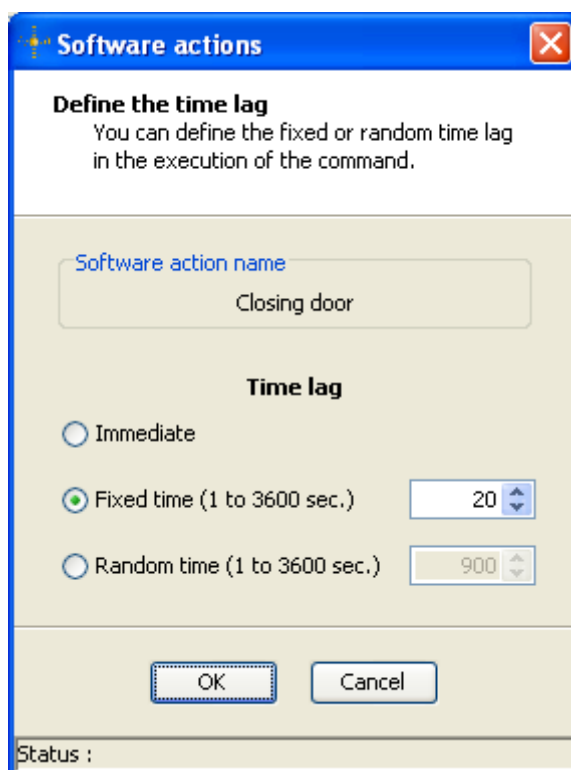 Software actions
Define the time lag
You can define the fixed or random time lag
in the execution of the command.
Software action name
Closing door
Time lag
Immediate
Fixed time (1 to 3600 sec.) 20
Random time (1 to 3600 sec.) 900
OK Cancel
Status :